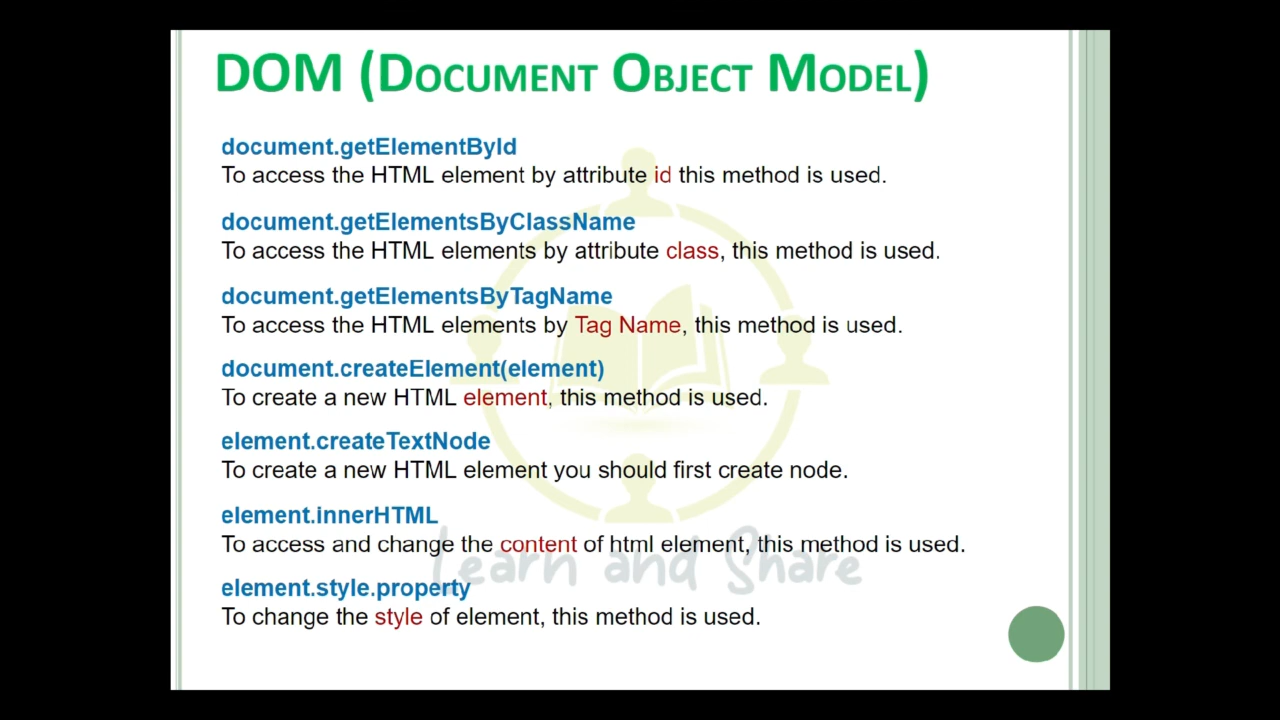 DOM (DOCUMENT OBJECT MODEL)
document.getElementById
To access the HTML element by attribute id this method is used.
document.getElementsByClassName
To access the HTML elements by attribute class, this method is used.
document.getElementsByTagName
To access the HTML elements by Tag Name, this method is used.
document.createElement(element)
To create a new HTML element, this method is used.
element.createTextNode
To create a new HTML element you should first create node.
element.innerHTML
To access and change the content of html element, this method is used.
Learn and Share
element.style.property
To change the style of element, this method is used.